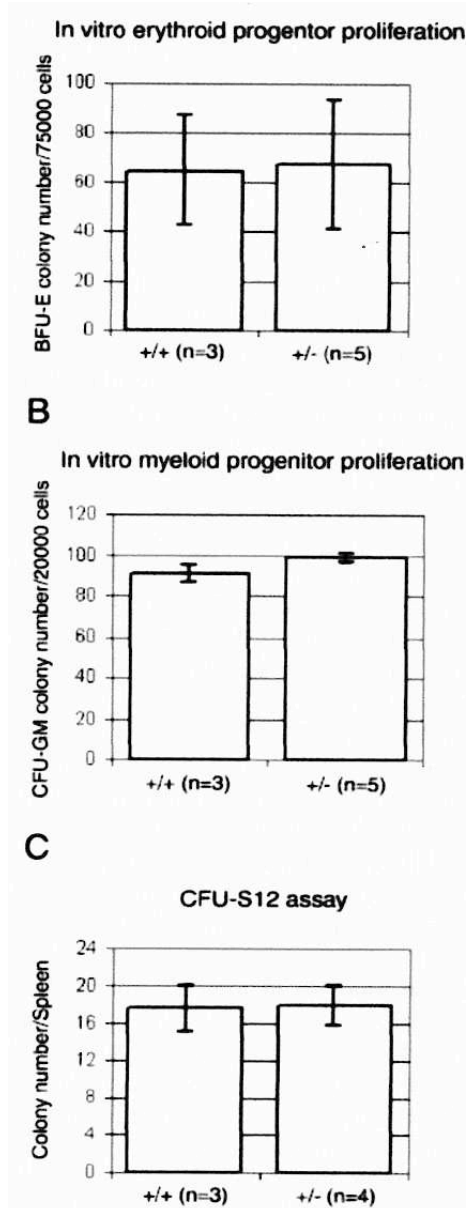 In vitro erythroid progentor proliferation
BFU-E colony number/75000 cells
100
80
60
40
20
0
+/+ (n=3)
+/- (n=5)
B
In vitro myeloid progenitor proliferation
CFU-GM colony number/20000 cells
120
100
80
60
40
20
0
+/+ (n=3)
+/- (n=5)
C
CFU-S12 assay
Colony number/Spleen
24
20
16
12
8
4
0
+/+ (n=3)
+/- (n=4)